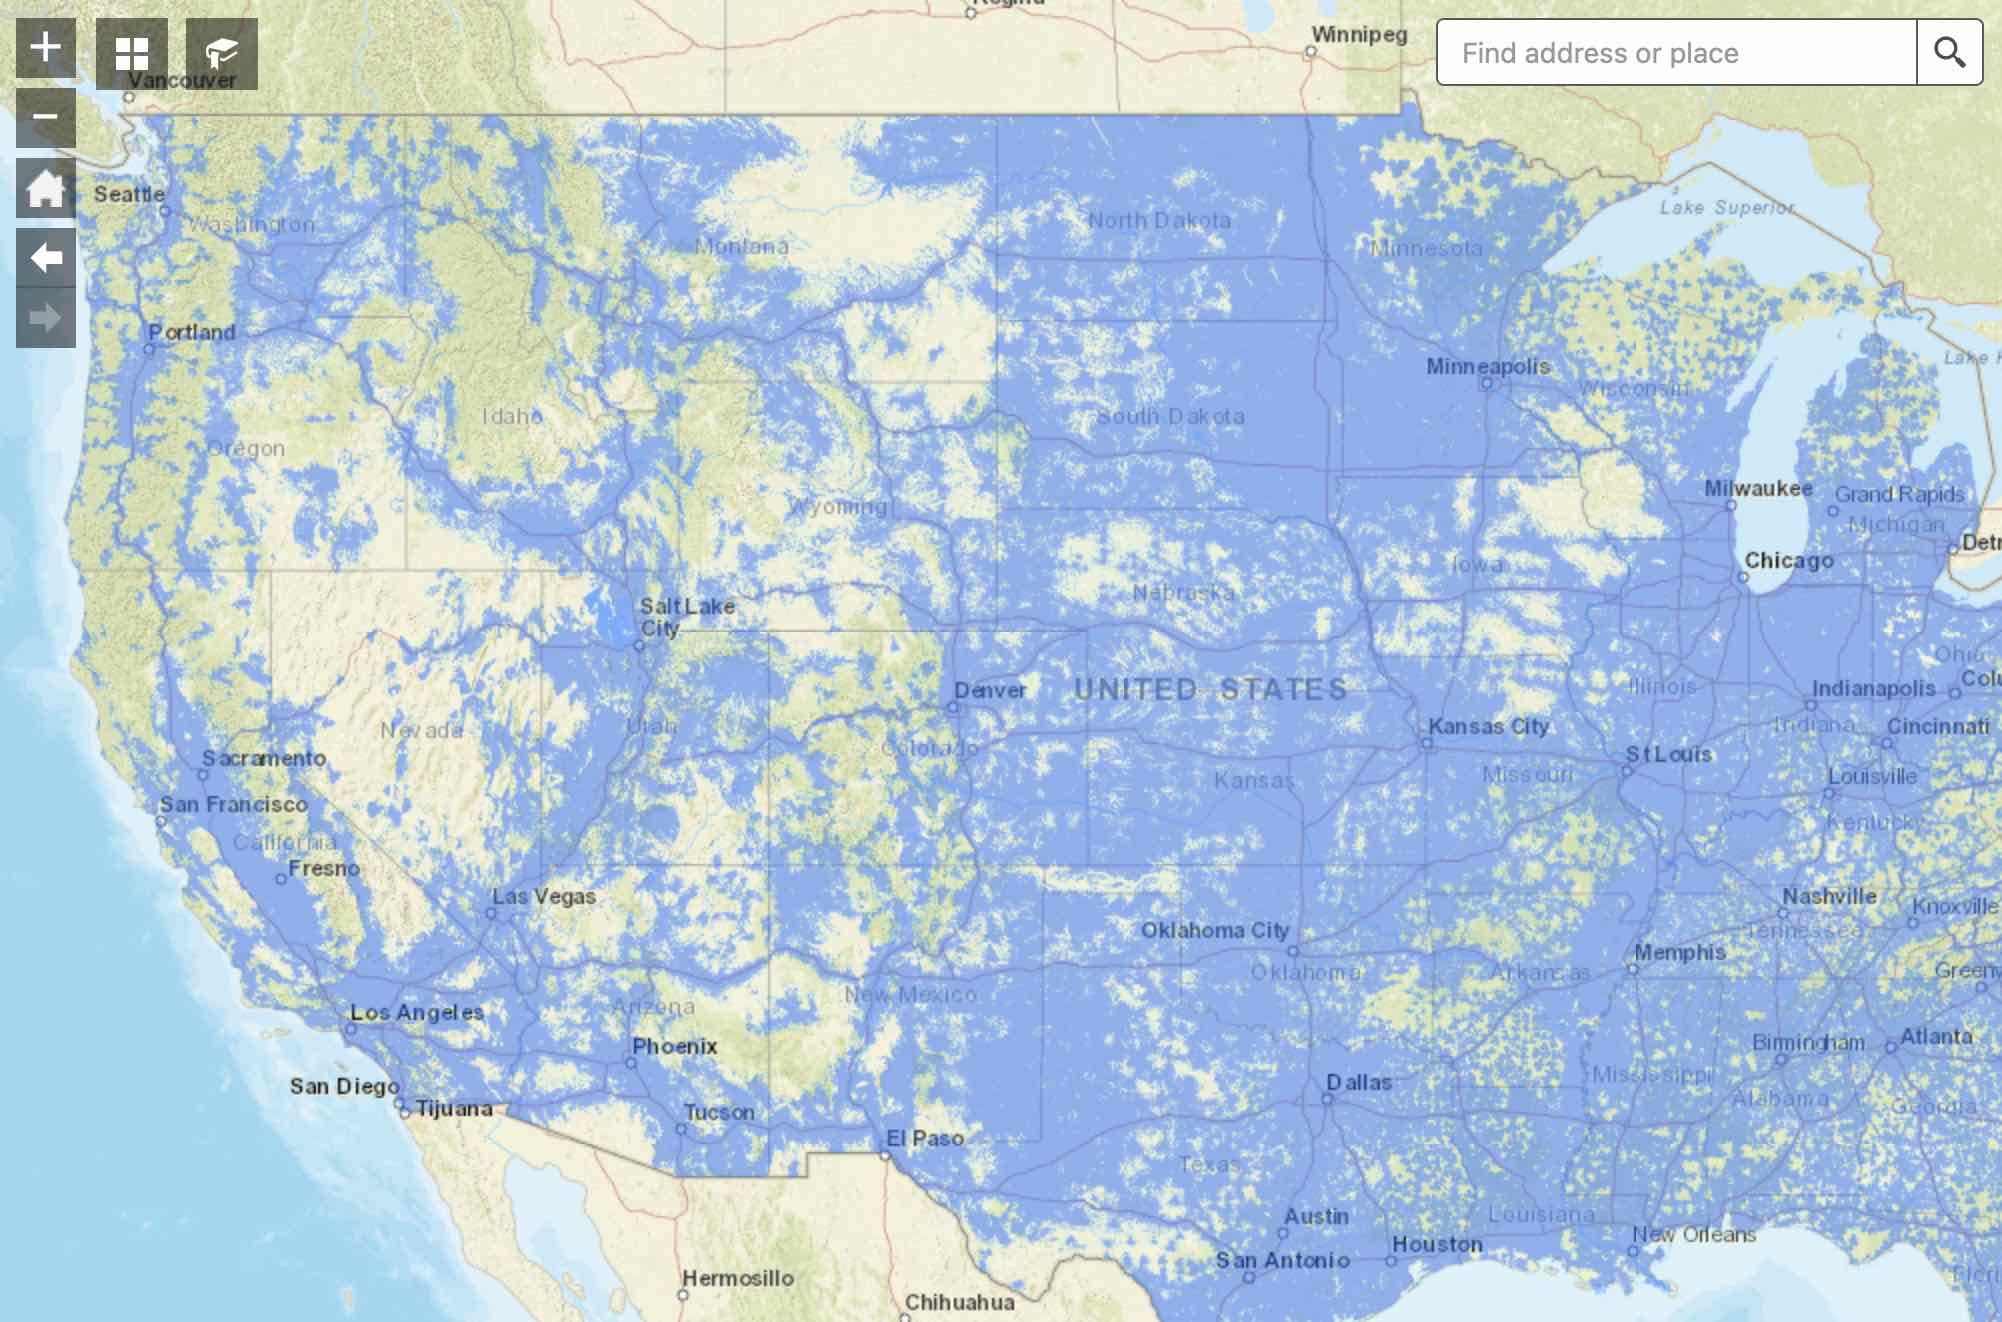 Regina
Winnipeg
Find address or place
Vancouver
Seattle
Washington
Montana
North Dakota
Minnesota
Lake Superior
Portland
Minneapolis
Wisconsin
Idaho
Oregon
South Dakota
Wyoming
Milwaukee
Grand Rapids
Michigan
Chicago
Iowa
Nebraska
Salt Lake
City
Ohio
Denver
UNITED STATES
Illinois
Indianapolis
Nevada
Utah
Colorado
Kansas City
Indiana
Cincinnati
Sacramento
St Louis
Kansas
Missouri
Louisville
San Francisco
California
Kentucky
Fresno
Las Vegas
Nashville
Knoxville
Oklahoma City
Tennessee
Memphis
Oklahoma
Arkansas
New Mexico
Arizona
Los Angeles
Phoenix
Birmingham
Atlanta
San Diego
Tijuana
Tucson
Dallas
Mississippi
Alabama
Georgia
El Paso
Texas
Austin
Louisiana
New Orleans
Houston
San Antonio
Hermosillo
Chihuahua